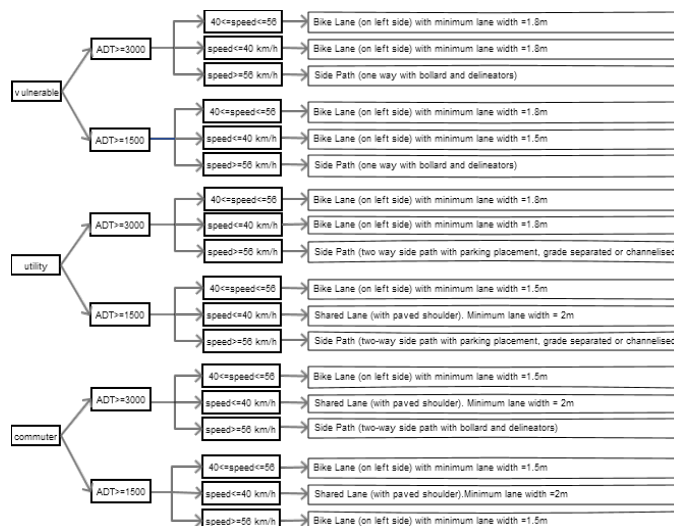 40<=speed<=56
Bike Lane (on left side) with minimum lane width =1.8m
ADT>=3000
speed<=40 km/h
Bike Lane (on left side) with minimum lane width =1.8m
speed>=56 km/h
Side Path (one way with bollard and delineators)
vulnerable
40<=speed<=56
Bike Lane (on left side) with minimum lane width =1.8m
ADT>=1500
speed<=40 km/h
Bike Lane (on left side) with minimum lane width =1.5m
speed>=56 km/h
Side Path (one way with bollard and delineators)
40<=speed<=56
Bike Lane (on left side) with minimum lane width =1.8m
ADT>=3000
speed<=40 km/h
Bike Lane (on left side) with minimum lane width =1.8m
speed>=56 km/h
Side Path (two way side path with parking placement, grade separated or channelised
utility
40<=speed<=56
Bike Lane (on left side) with minimum lane width =1.5m
ADT>=1500
speed<=40 km/h
Shared Lane (with paved shoulder). Minimum lane width = 2m
speed>=56 km/h
Side Path (two-way side path with parking placement, grade separated or channelised
40<=speed<=56
Bike Lane (on left side) with minimum lane width =1.5m
ADT>=3000
speed<=40 km/h
Shared Lane (with paved shoulder). Minimum lane width = 2m
speed>=56 km/h
Side Path (two-way side path with bollard and delineators)
commuter
40<=speed<=56
Bike Lane (on left side) with minimum lane width =1.5m
ADT>=1500
speed<=40 km/h
Shared Lane (with paved shoulder).Minimum lane width =2m
speed>=56 km/h
Bike Lane (on left side) with minimum lane width =1.5m